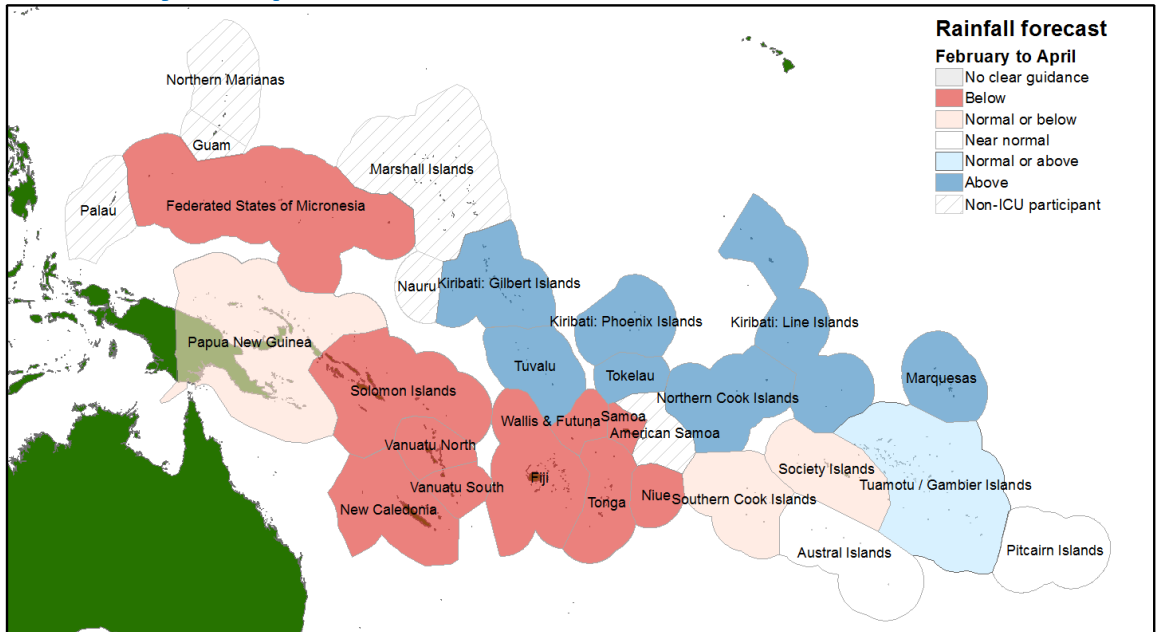 Rainfall forecast
February to April
No clear guidance
Below
Normal or below
Near normal
Normal or above
Above
Non-ICU participant
Northern Marianas
Guam
Marshall Islands
Palau
Federated States of Micronesia
Nauru
Kiribati: Gilbert Islands
Kiribati: Phoenix Islands
Kiribati: Line Islands
Papua New Guinea
Tuvalu
Tokelau
Marquesas
Solomon Islands
Northern Cook Islands
Wallis & Futuna
Samoa
American Samoa
Vanuatu North
Society Islands
Fiji
Vanuatu South
Tuamotu / Gambier Islands
Niue
Southern Cook Islands
Tonga
New Caledonia
Austral Islands
Pitcairn Islands